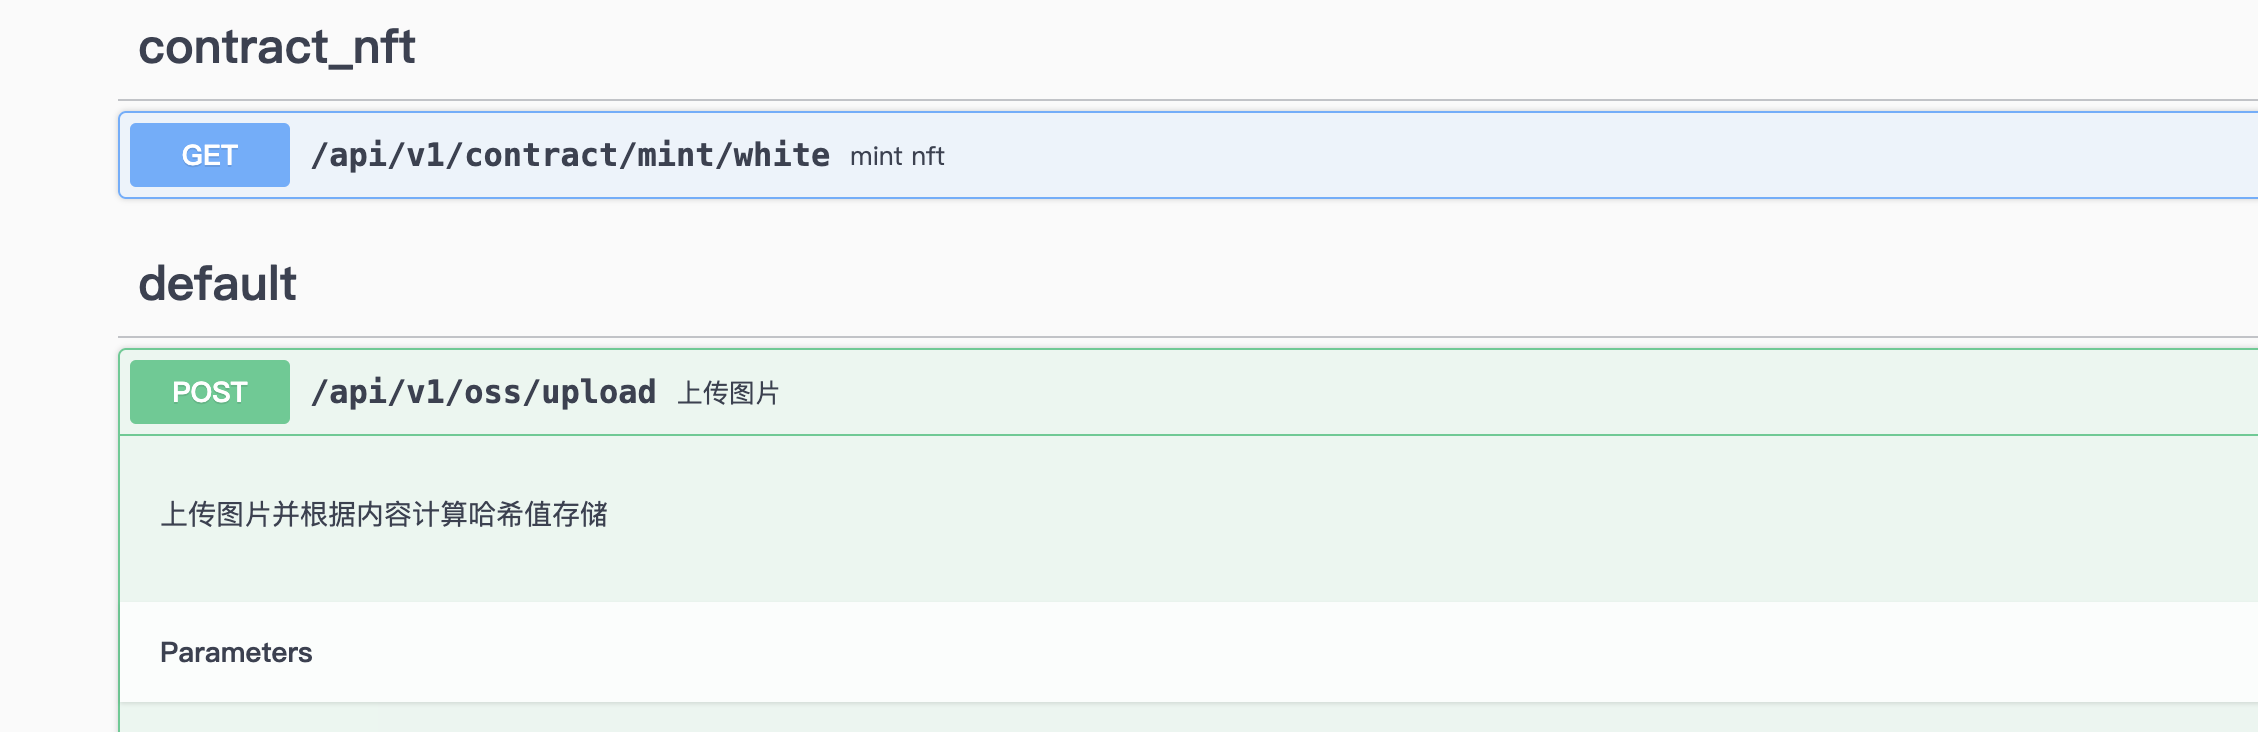 contract_nft
GET /api/v1/contract/mint/white mint nft
default
POST /api/v1/oss/upload 上传图片
上传图片并根据内容计算哈希值存储
Parameters